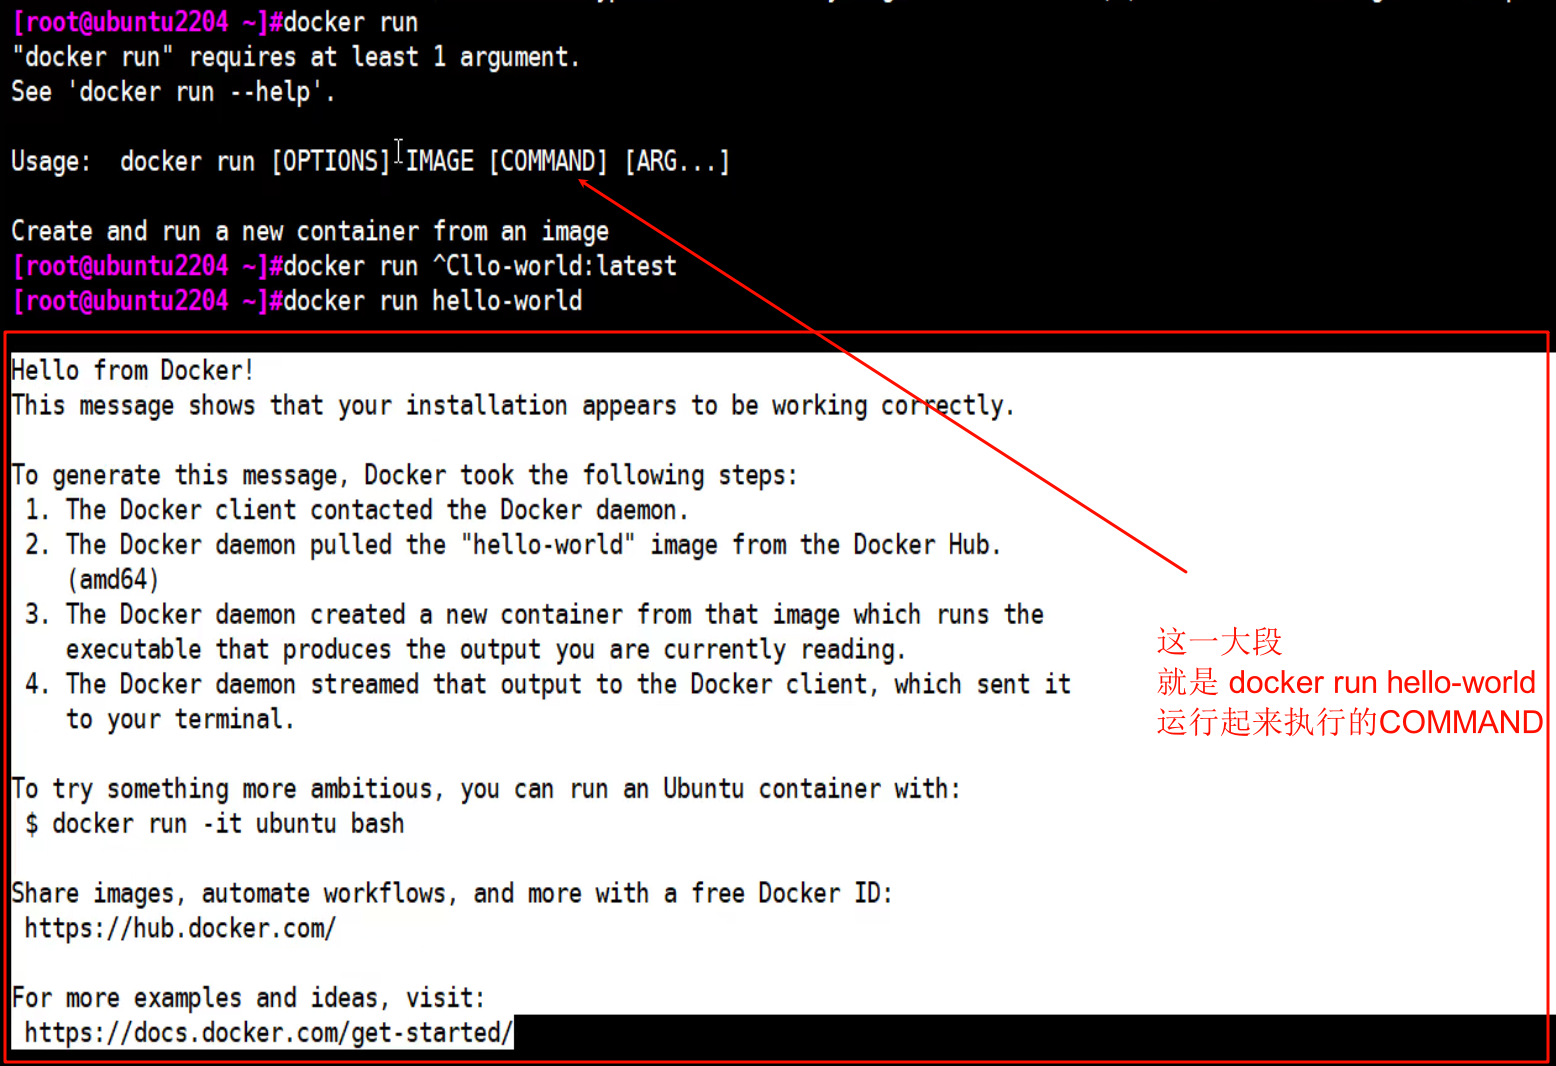 [root@ubuntu2204 ~]#docker run
"docker run" requires at least 1 argument.
See 'docker run --help'.
Usage:  docker run [OPTIONS] IMAGE [COMMAND] [ARG...]
Create and run a new container from an image
[root@ubuntu2204 ~]#docker run ^Cllo-world:latest
[root@ubuntu2204 ~]#docker run hello-world
Hello from Docker!
This message shows that your installation appears to be working correctly.
To generate this message, Docker took the following steps:
 1. The Docker client contacted the Docker daemon.
 2. The Docker daemon pulled the "hello-world" image from the Docker Hub.
    (amd64)
 3. The Docker daemon created a new container from that image which runs the
    executable that produces the output you are currently reading.
 4. The Docker daemon streamed that output to the Docker client, which sent it
    to your terminal.
这一大段
就是 docker run hello-world
运行起来执行的COMMAND
To try something more ambitious, you can run an Ubuntu container with:
 $ docker run -it ubuntu bash
Share images, automate workflows, and more with a free Docker ID:
 https://hub.docker.com/
For more examples and ideas, visit:
 https://docs.docker.com/get-started/